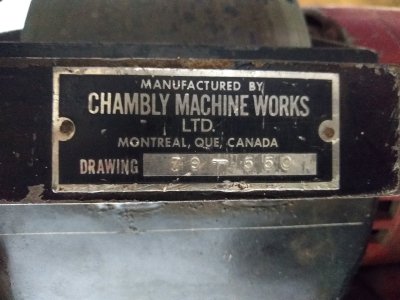 MANUFACTURED BY
CHAMBLY MACHINE WORKS
LTD.
MONTREAL, QUE, CANADA
DRAWING